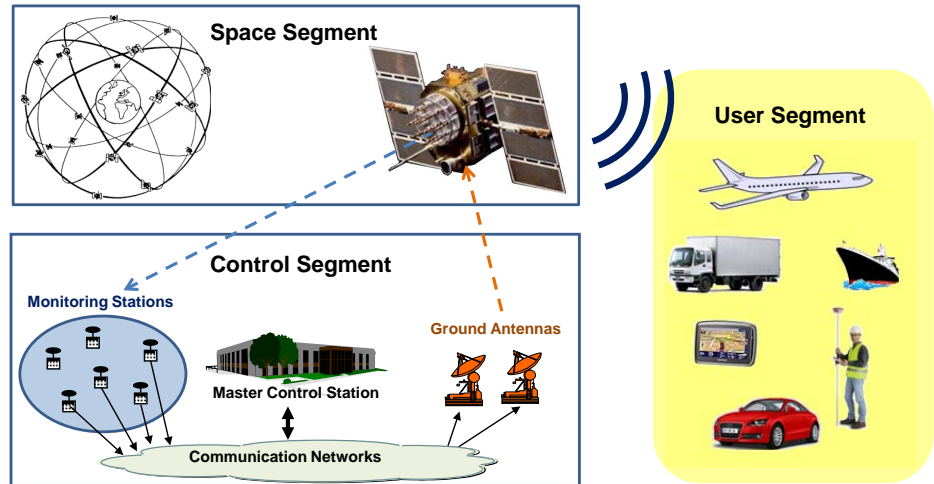 Space Segment
User Segment
Control Segment
Monitoring Stations
Ground Antennas
Master Control Station
Communication Networks